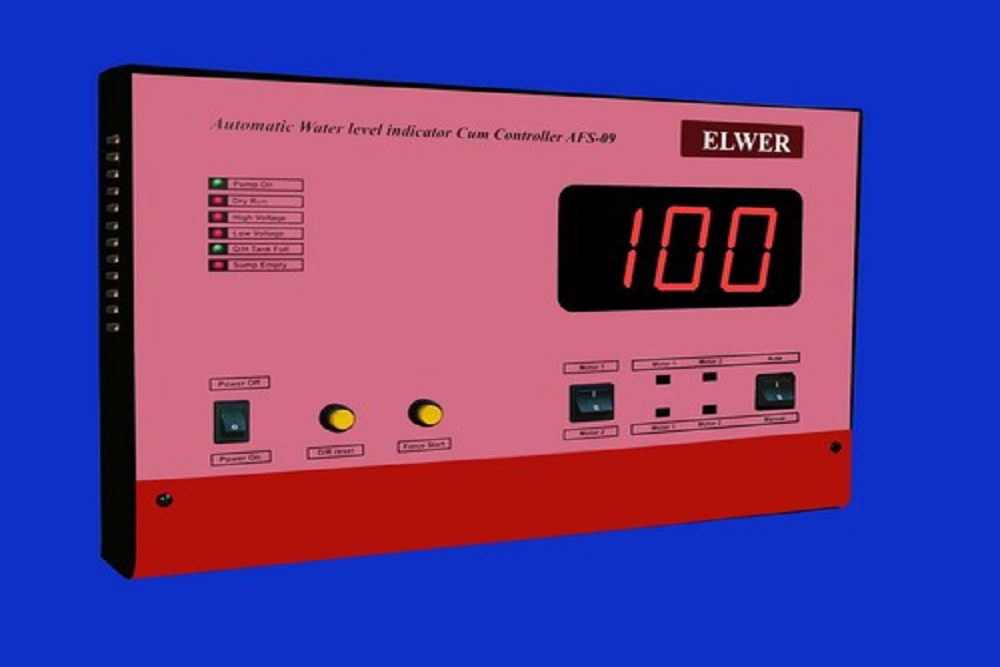 Automatic Water level indicator Cum Controller AFS-09
ELWER
Pump On
Dry Run
High Voltage
Low Voltage
O/H Tank Full
Sump Empty
100
Power Off
Power On
D/R reset
Force Start
Motor 1
Motor 2
Motor 1 Motor 2 Auto
Motor 1 Motor 2 Manual